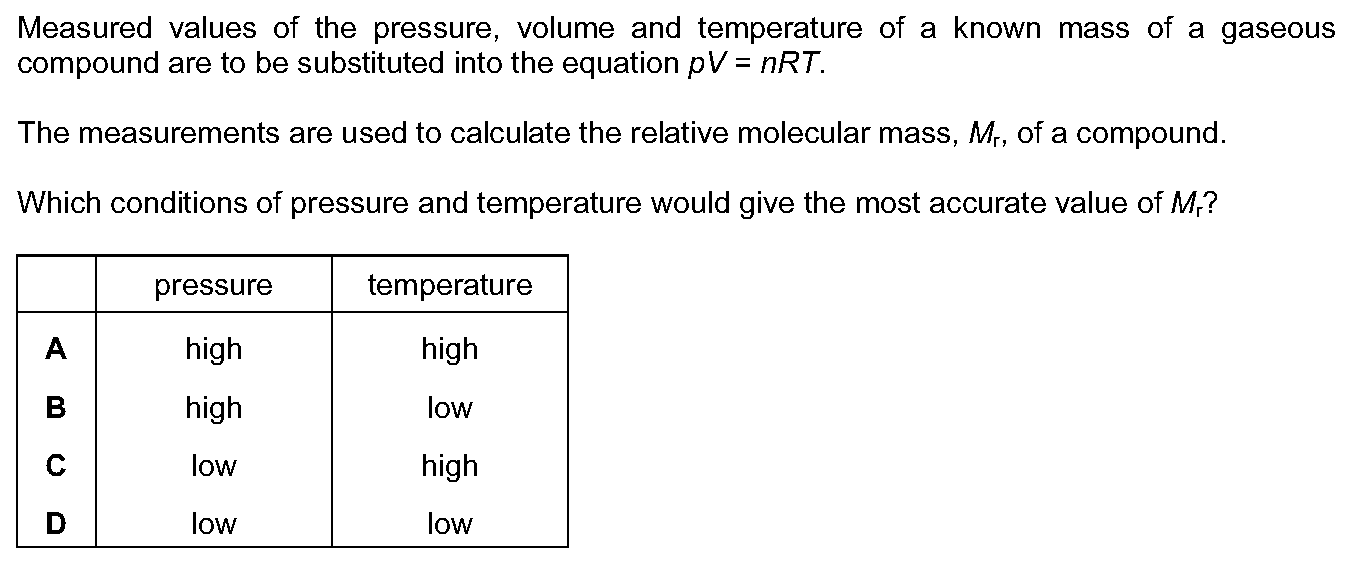 Measured values of the pressure, volume and temperature of a known mass of a gaseous
compound are to be substituted into the equation pV = nRT.
The measurements are used to calculate the relative molecular mass, Mr, of a compound.
Which conditions of pressure and temperature would give the most accurate value of Mr?
pressure temperature
A high high
B high low
C low high
D low low